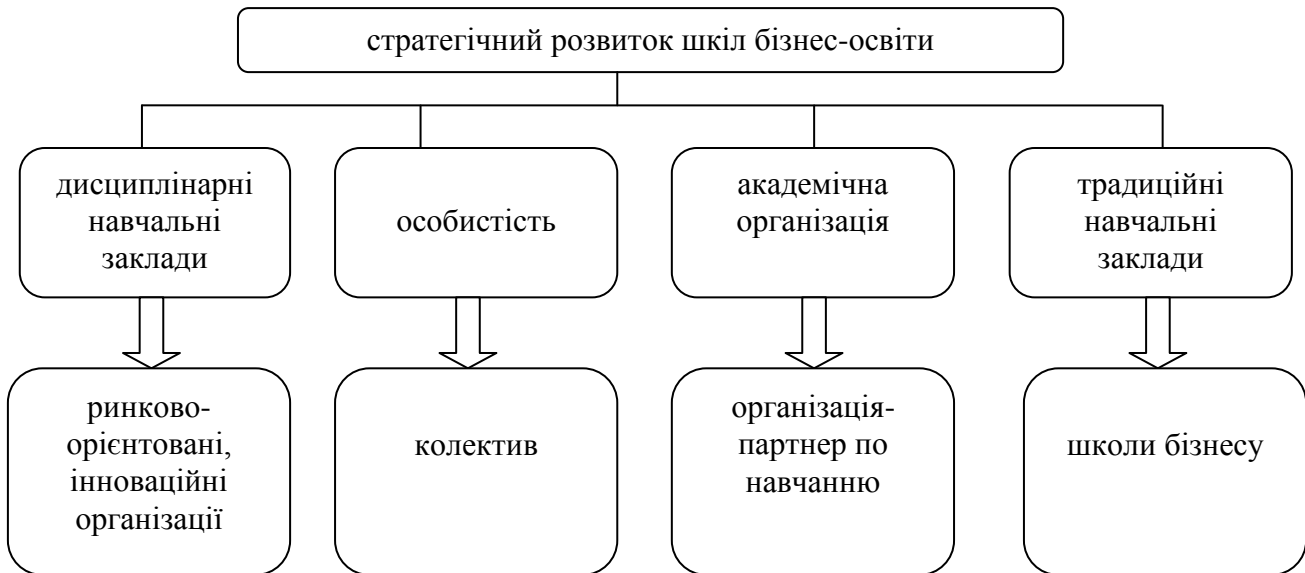 стратегічний розвиток шкіл бізнес-освіти
дисциплінарні
навчальні
заклади
особистість
академічна
організація
традиційні
навчальні
заклади
ринково-
орієнтовані,
інноваційні
організації
колектив
організація-
партнер по
навчанню
школи бізнесу